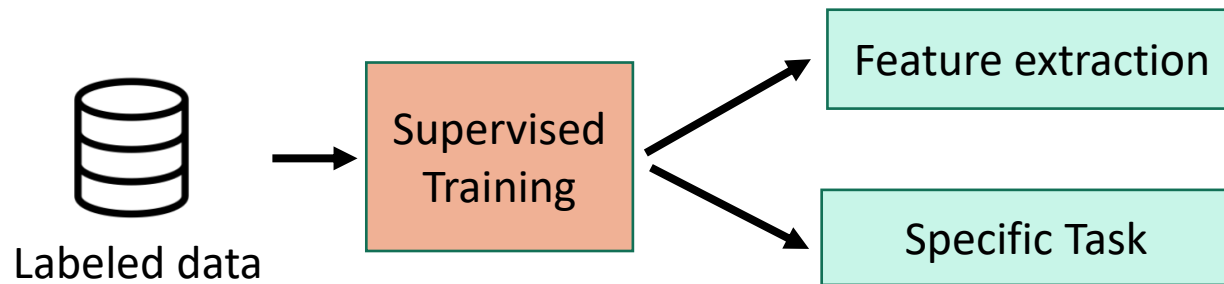 Labeled data
Supervised
Training
Feature extraction
Specific Task